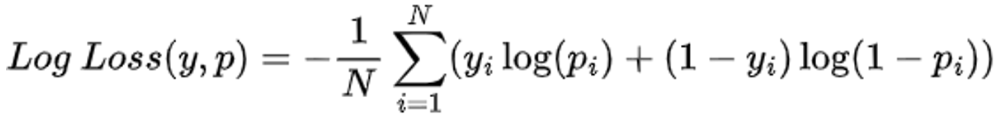 Log Loss(y, p) = -\frac{1}{N} \sum_{i=1}^{N} (y_i \log(p_i) + (1 - y_i) \log(1 - p_i))